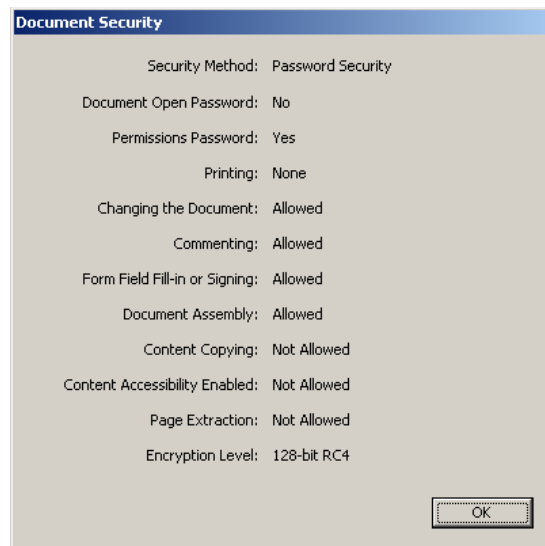 Document Security
Security Method: Password Security
Document Open Password: No
Permissions Password: Yes
Printing: None
Changing the Document: Allowed
Commenting: Allowed
Form Field Fill-in or Signing: Allowed
Document Assembly: Allowed
Content Copying: Not Allowed
Content Accessibility Enabled: Not Allowed
Page Extraction: Not Allowed
Encryption Level: 128-bit RC4
OK